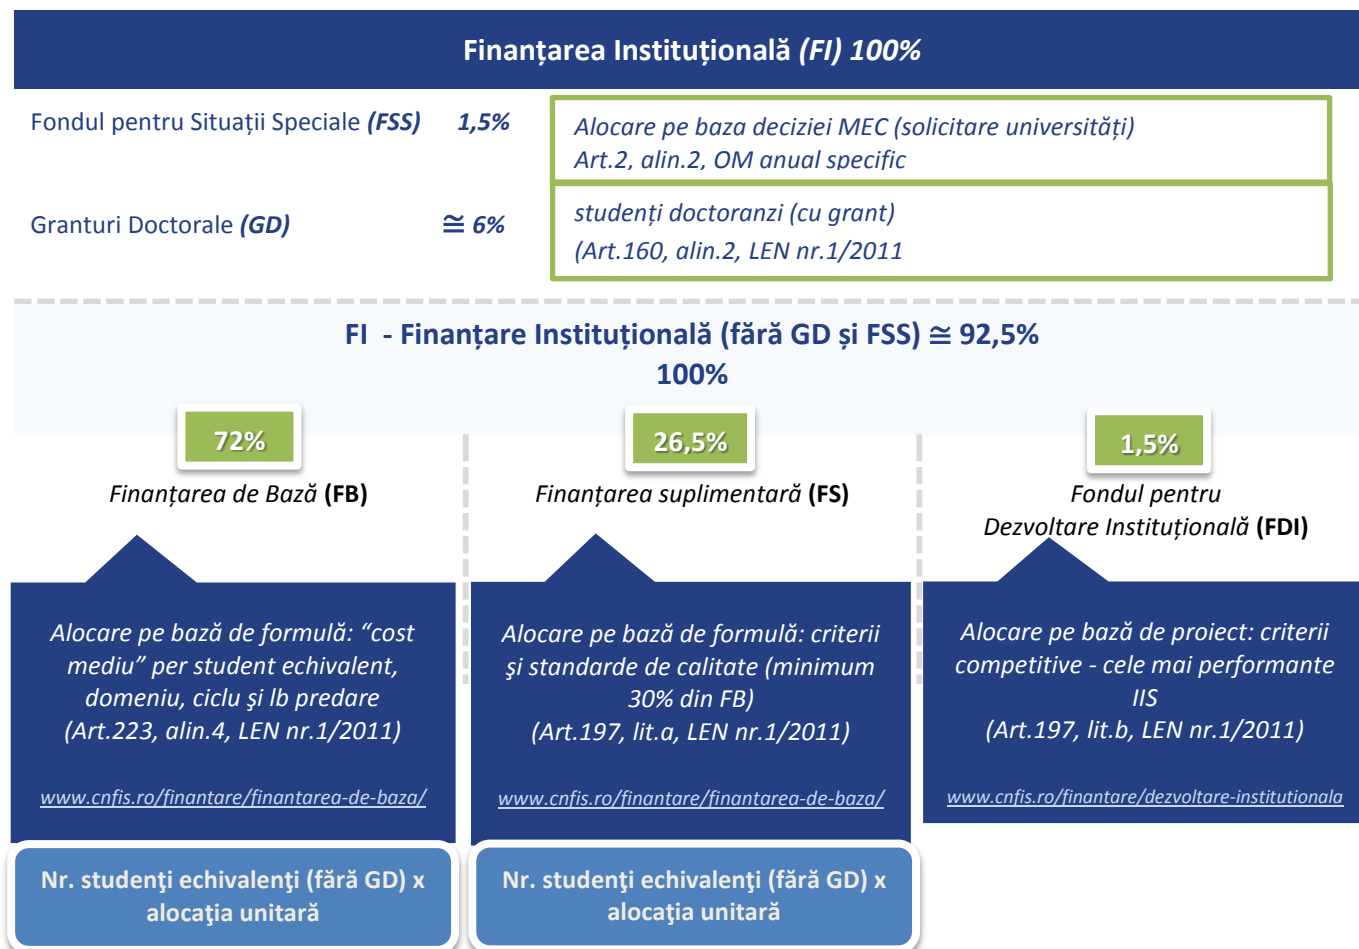 Finanțarea Instituțională (FI) 100%
Fondul pentru Situații Speciale (FSS) 1,5%
Alocare pe baza deciziei MEC (solicitare universități)
Art.2, alin.2, OM anual specific
Granturi Doctorale (GD) ≅ 6%
studenți doctoranzi (cu grant)
(Art.160, alin.2, LEN nr.1/2011
FI - Finanțare Instituțională (fără GD și FSS) ≅ 92,5%
100%
72%
Finanțarea de Bază (FB)
Alocare pe bază de formulă: “cost
mediu” per student echivalent,
domeniu, ciclu şi lb predare
(Art.223, alin.4, LEN nr.1/2011)
www.cnfis.ro/finantare/finantarea-de-baza/
Nr. studenţi echivalenţi (fără GD) x
alocaţia unitară
26,5%
Finanțarea suplimentară (FS)
Alocare pe bază de formulă: criterii
şi standarde de calitate (minimum
30% din FB)
(Art.197, lit.a, LEN nr.1/2011)
www.cnfis.ro/finantare/finantarea-de-baza/
Nr. studenţi echivalenţi (fără GD) x
alocaţia unitară
1,5%
Fondul pentru
Dezvoltare Instituțională (FDI)
Alocare pe bază de proiect: criterii
competitive - cele mai performante
IIS
(Art.197, lit.b, LEN nr.1/2011)
www.cnfis.ro/finantare/dezvoltare-institutionala